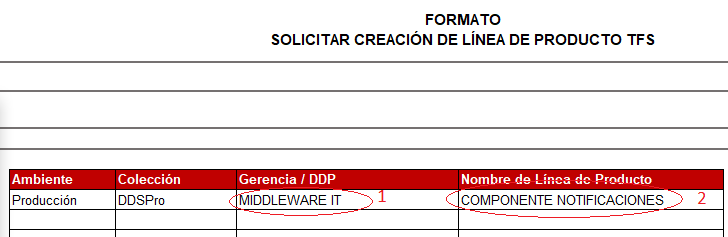 FORMATO
SOLICITAR CREACIÓN DE LÍNEA DE PRODUCTO TFS
Ambiente Colección Gerencia / DDP Nombre de Línea de Producto
Producción DDSPro MIDDLEWARE IT 1 COMPONENTE NOTIFICACIONES 2